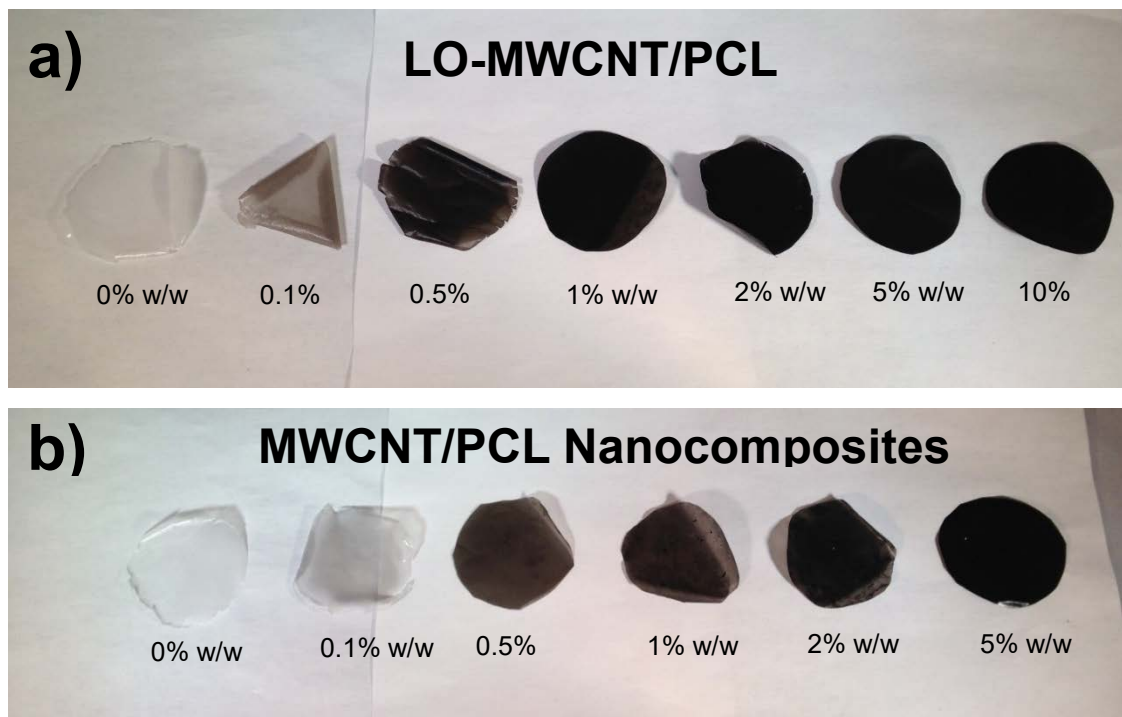 a)
LO-MWCNT/PCL
0% w/w 0.1% 0.5% 1% w/w 2% w/w 5% w/w 10%
b)
MWCNT/PCL Nanocomposites
0% w/w 0.1% w/w 0.5% 1% w/w 2% w/w 5% w/w